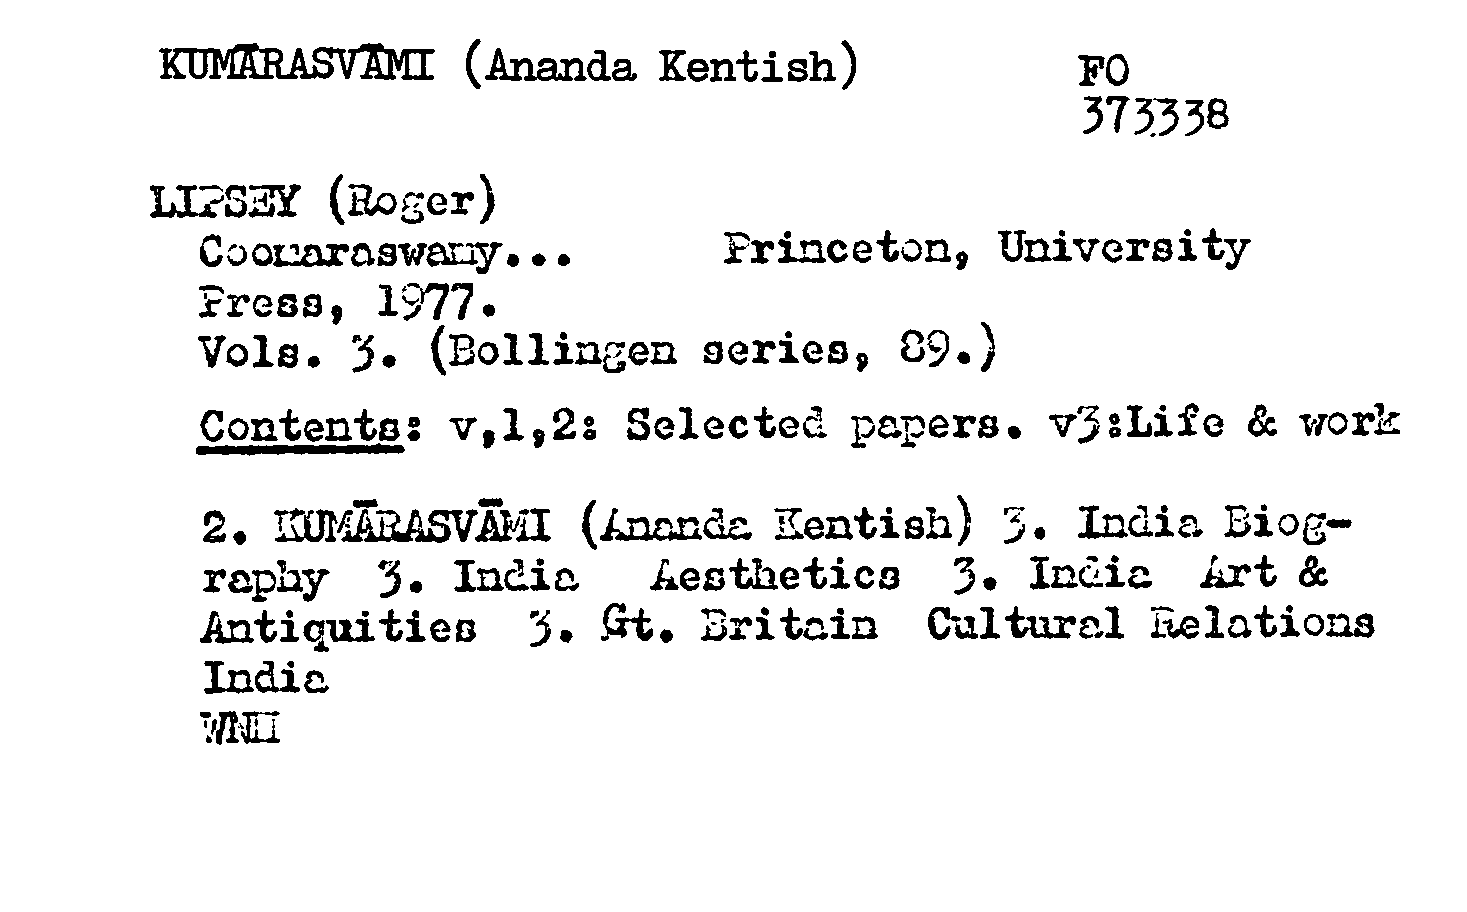 KUMĀRASVĀMI (Ananda Kentish)
FO
373338
LIPSEY (Roger)
Coomaraswamy... Princeton, University
Press, 1977.
Vols. 3. (Bollingen series, 89.)
Contents: v,1,2: Selected papers. v3:Life & work
2. KUMĀRASVĀMI (Ananda Kentish) 3. India Biog-
raphy 3. India Aesthetics 3. India Art &
Antiquities 3. Gt. Britain Cultural Relations
India
WNH